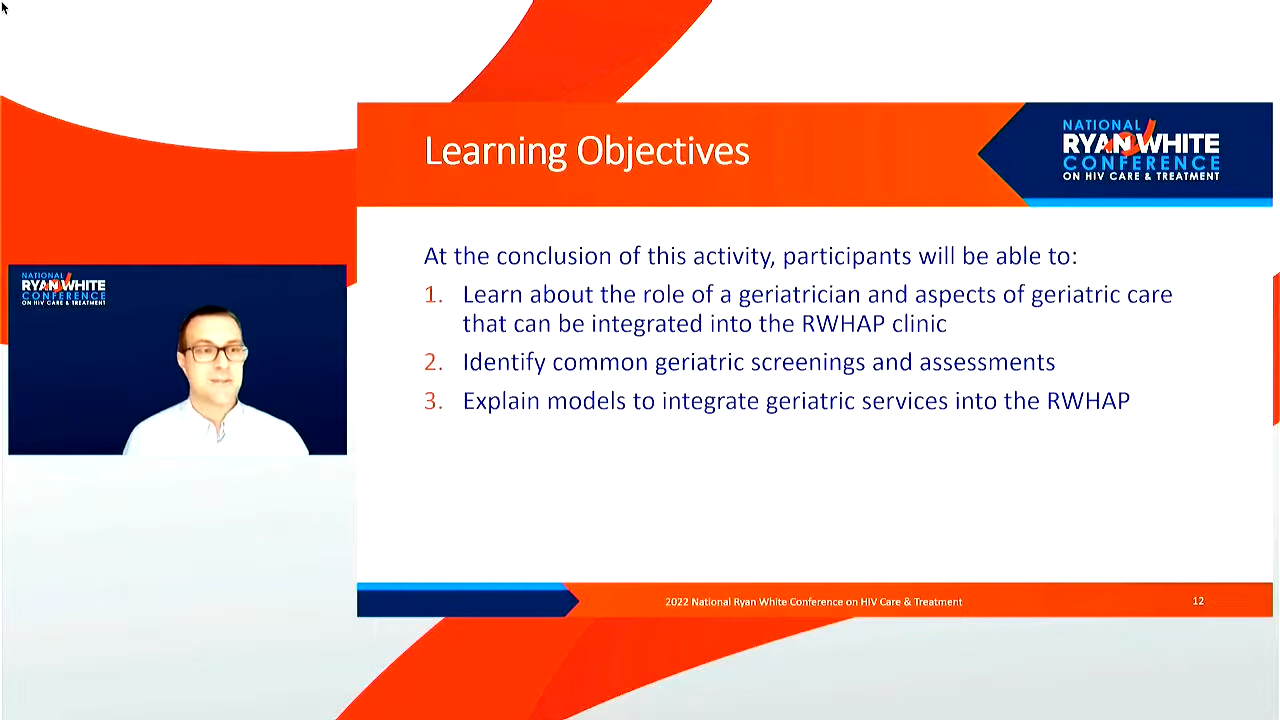 Learning Objectives
NATIONAL
RYAN WHITE
CONFERENCE
ON HIV CARE & TREATMENT
NATIONAL
RYAN WHITE
CONFERENCE
ON HIV CARE & TREATMENT
At the conclusion of this activity, participants will be able to:
1. Learn about the role of a geriatrician and aspects of geriatric care
that can be integrated into the RWHAP clinic
2. Identify common geriatric screenings and assessments
3. Explain models to integrate geriatric services into the RWHAP
2022 National Ryan White Conference on HIV Care & Treatment
12